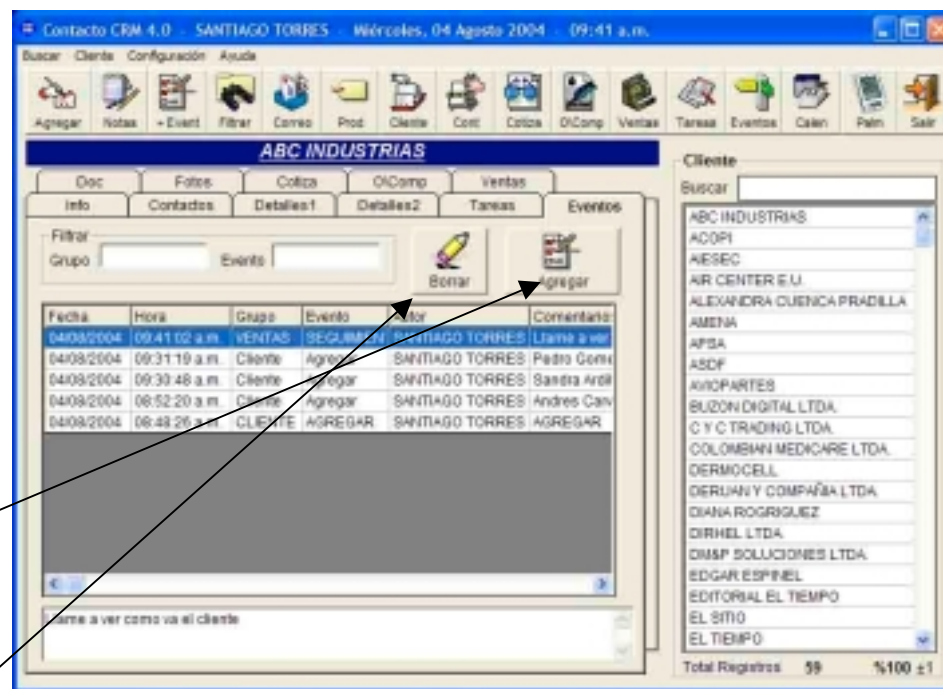 Contacto CRM 4.0 - SANTIAGO TORRES - Miércoles, 04 Agosto 2004 - 09:41 a.m.
Buscar Cliente Configuración Ayuda
Agregar Notas +Event Filtrar Correo Prod Cliente Cont Cotiza O\Comp Ventas Tareas Eventos Calen Palm Salir
ABC INDUSTRIAS
Doc Fotos Cotiza O\Comp Ventas
Info Contactos Detalles1 Detalles2 Tareas Eventos
Filtrar
Grupo Evento
Borrar Agregar
Fecha Hora Grupo Evento Autor Comentario
04/08/2004 09:41:02 a.m. VENTAS SEGUIMIEN SANTIAGO TORRES Llame a ver
04/08/2004 09:31:19 a.m. Cliente Agregar SANTIAGO TORRES Pedro Gome
04/08/2004 09:30:48 a.m. Cliente Agregar SANTIAGO TORRES Sandra
04/08/2004 08:52:20 a.m. Cliente Agregar SANTIAGO TORRES Andres
04/08/2004 08:48:26 a.m. CLIENTE AGREGAR SANTIAGO TORRES AGREGAR
Llame a ver como va el cliente
Cliente
Buscar
ABC INDUSTRIAS
ACOPI
AIESEC
AIR CENTER E.U.
ALEXANDRA CUENCA PRADILLA
AMENA
APSA
ASDF
AVIOPARTES
BUZON DIGITAL LTDA.
C Y C TRADING LTDA.
COLOMBIAN MEDICARE LTDA.
DERMOCELL
DERUAN Y COMPAÑIA LTDA.
DIANA ROGRIGUEZ
DIRHEL LTDA.
DM&P SOLUCIONES LTDA.
EDGAR ESPINEL
EDITORIAL EL TIEMPO
EL SITIO
EL TIEMPO
Total Registros 59 %100 ±1